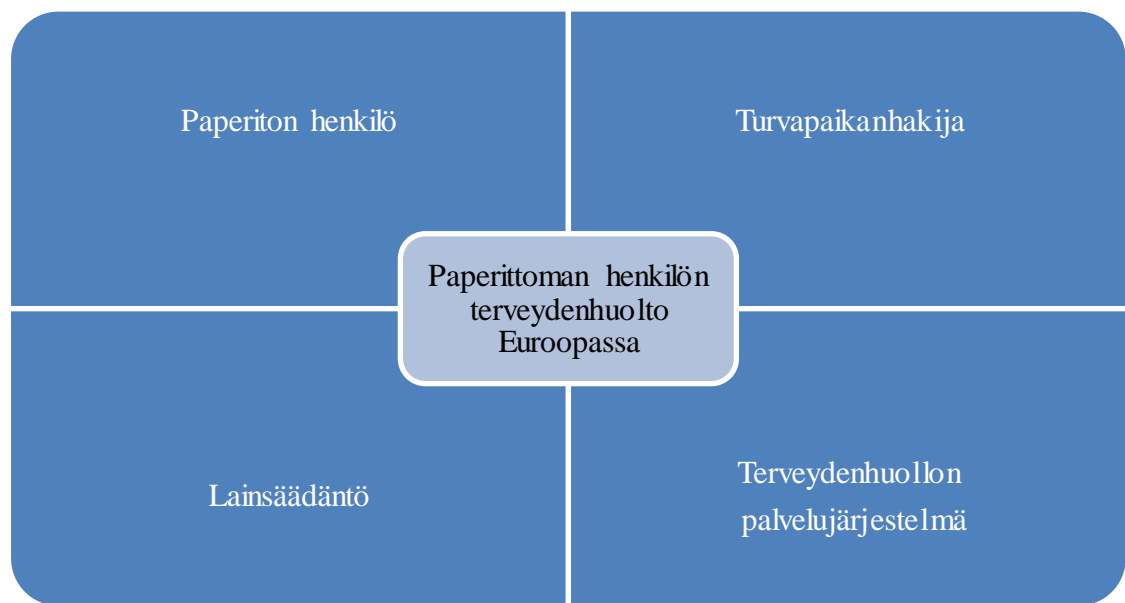 Paperiton henkilö
Turvapaikanhakija
Paperittoman henkilön
terveydenhuolto
Euroopassa
Lainsäädäntö
Terveydenhuollon
palvelujärjestelmä